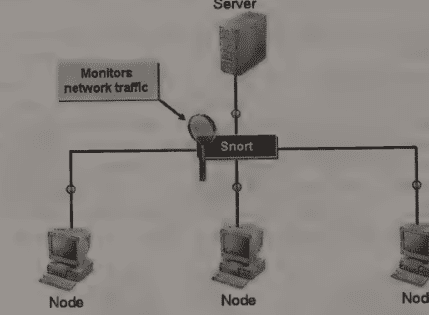 Server
Monitors
network traffic
Snort
Node
Node
Nod